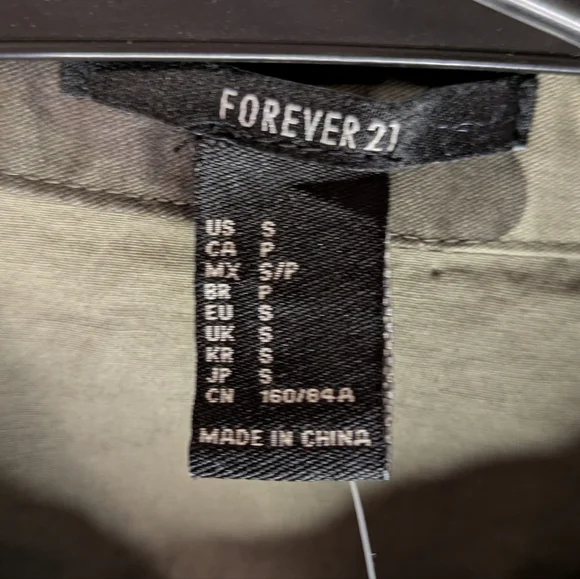 FOREVER 21
US S
CA P
MX S/P
BR P
EU S
UK S
KR S
JP S
CN 160/84A
MADE IN CHINA